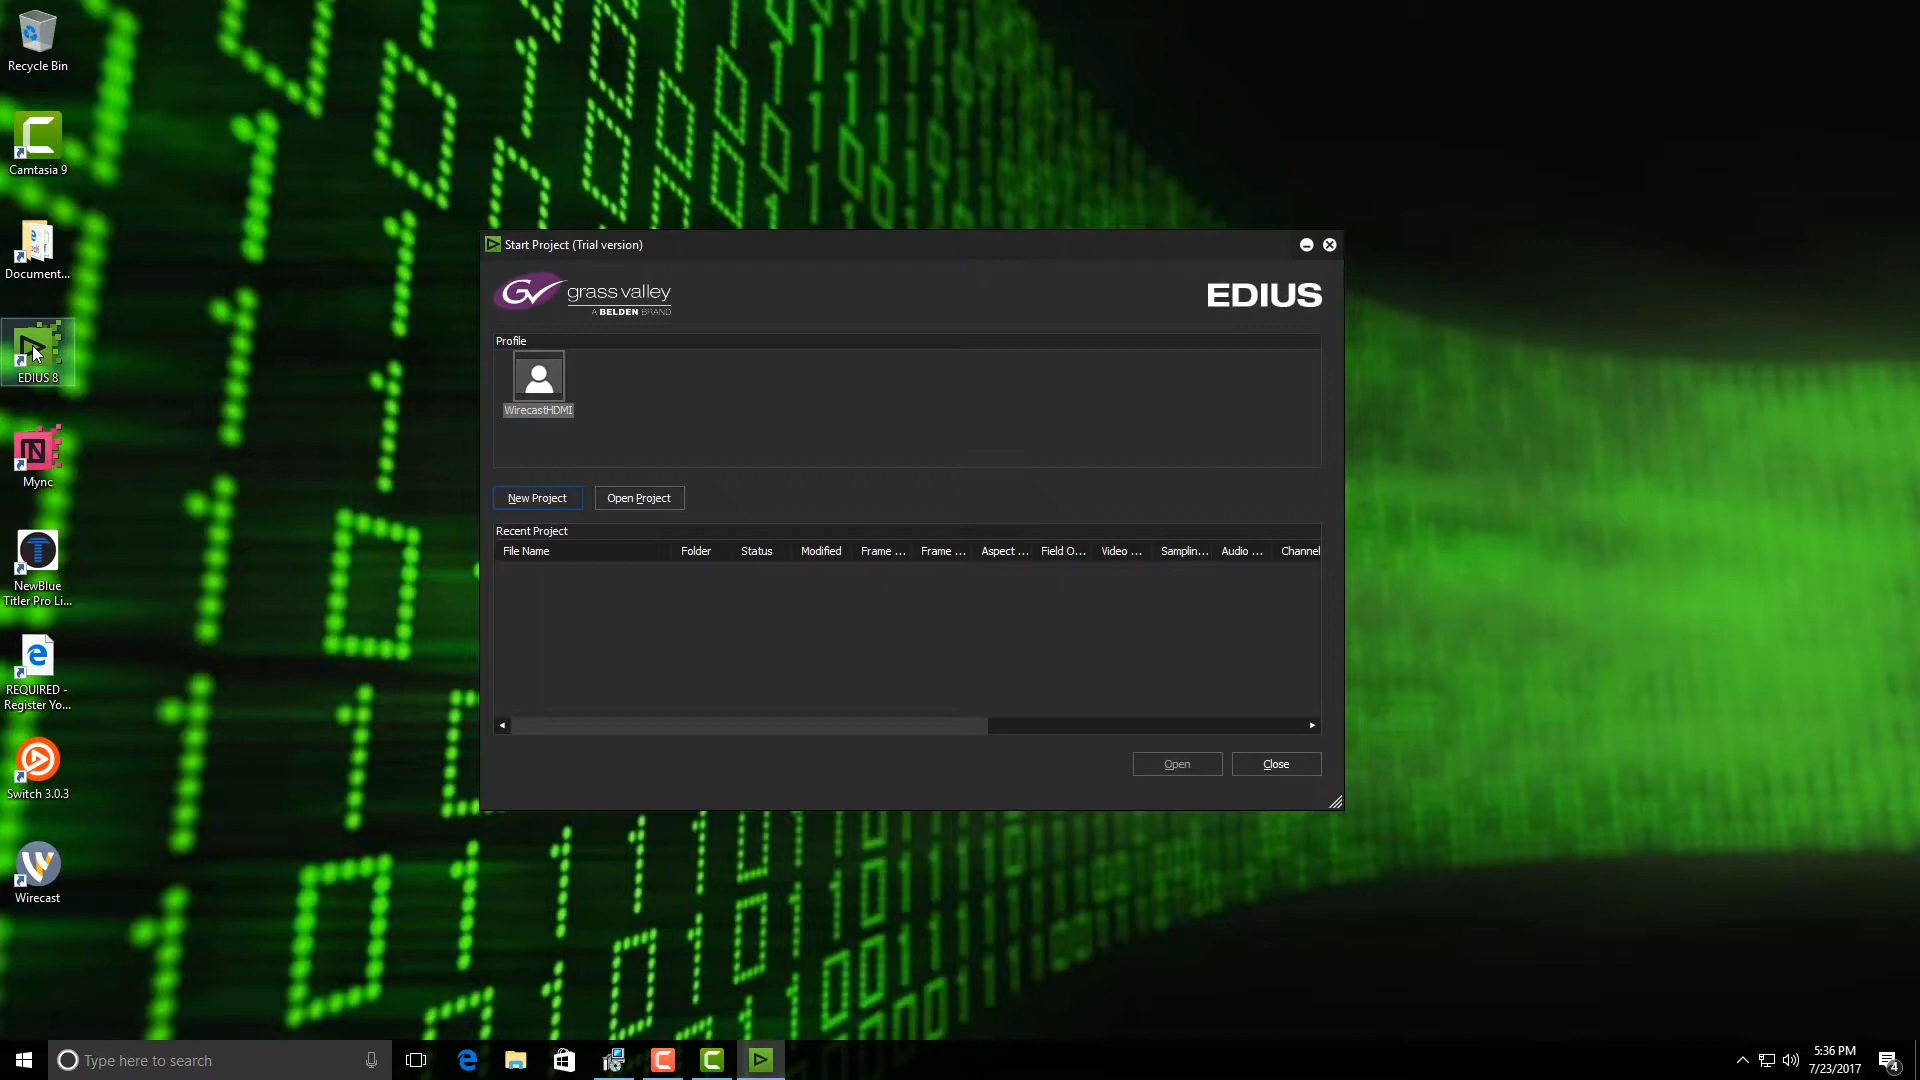 Recycle Bin
Camtasia 9
Document...
EDIUS 8
Mync
NewBlue
Titler Pro Li...
REQUIRED -
Register Yo...
Switch 3.0.3
Wirecast
Start Project (Trial version)
GV grass valley
A BELDEN BRAND
EDIUS
Profile
WirecastHDMI
New Project
Open Project
Recent Project
File Name Folder Status Modified Frame ... Frame ... Aspect ... Field O... Video ... Samplin... Audio ... Channel
Open
Close
Type here to search
5:36 PM
7/23/2017
4